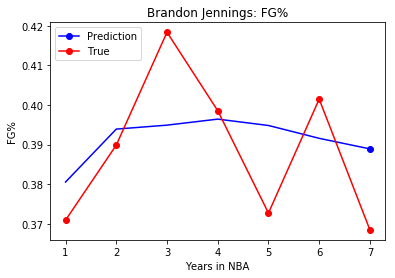 Brandon Jennings: FG%
Prediction
True
0.42
0.41
0.40
0.39
0.38
0.37
FG%
1 2 3 4 5 6 7
Years in NBA